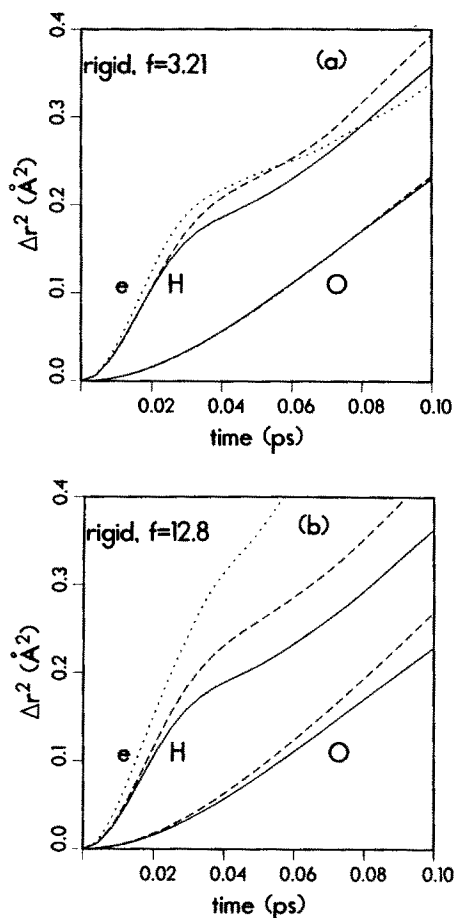 0.4
rigid, f=3.21
(a)
0.3
Δr² (Å²)
0.2
0.1
e
H
O
0.0
0.02
0.04
0.06
0.08
0.10
time (ps)
0.4
rigid, f=12.8
(b)
0.3
Δr² (Å²)
0.2
0.1
e
H
O
0.0
0.02
0.04
0.06
0.08
0.10
time (ps)